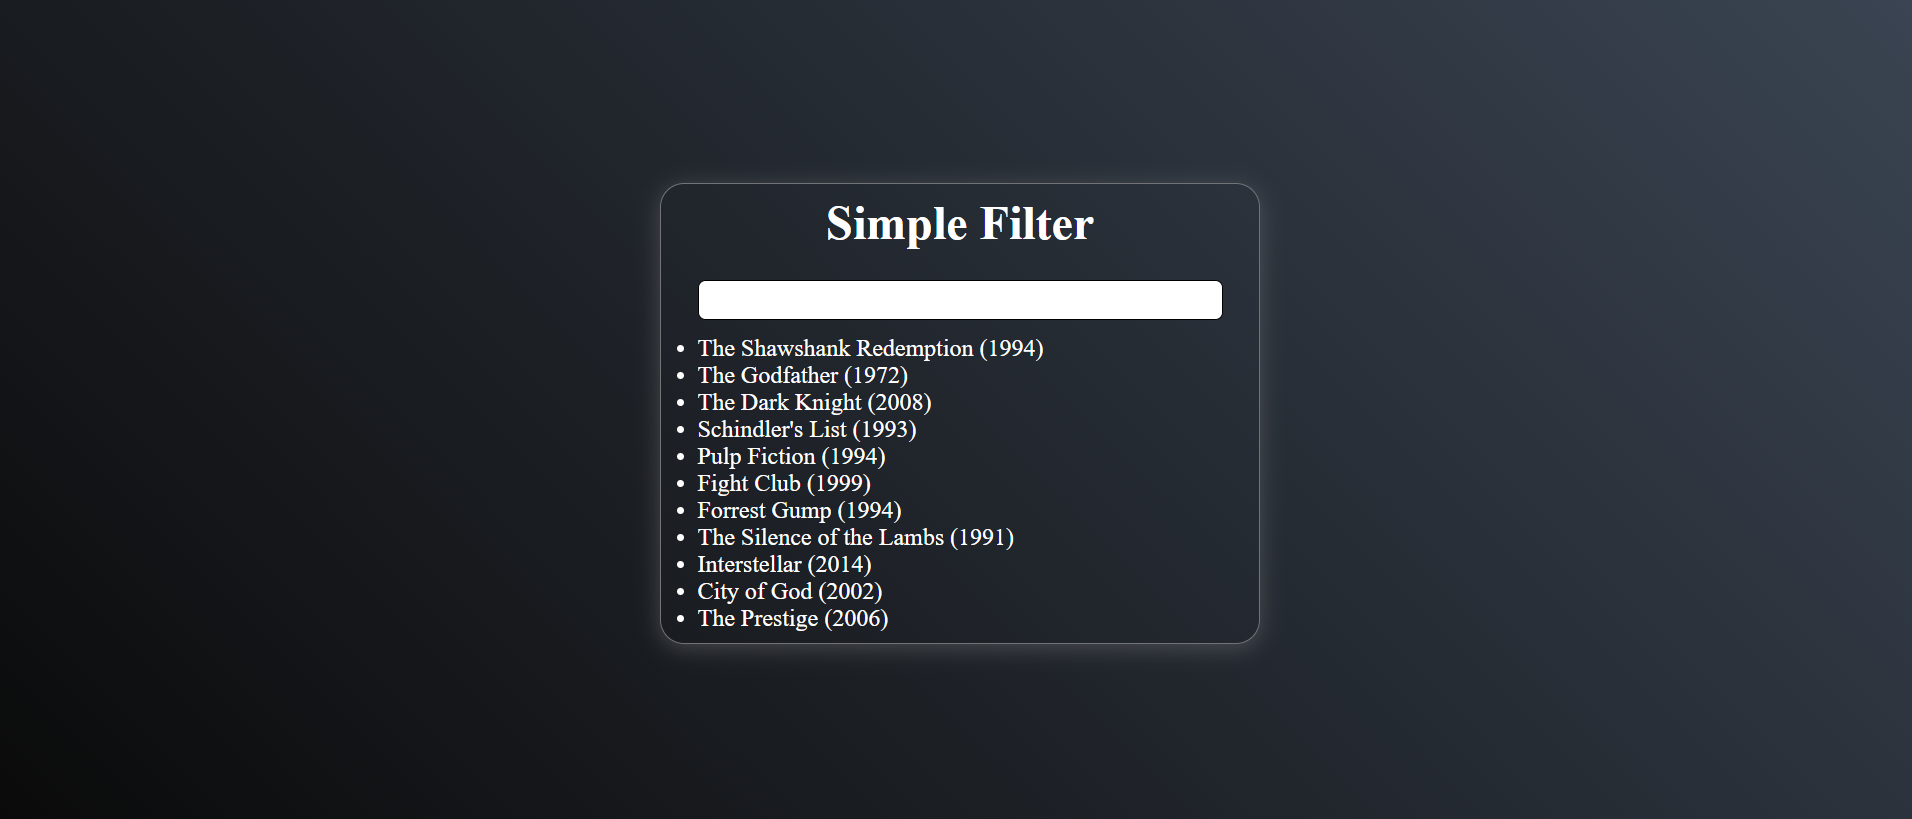 Simple Filter
The Shawshank Redemption (1994)
The Godfather (1972)
The Dark Knight (2008)
Schindler's List (1993)
Pulp Fiction (1994)
Fight Club (1999)
Forrest Gump (1994)
The Silence of the Lambs (1991)
Interstellar (2014)
City of God (2002)
The Prestige (2006)